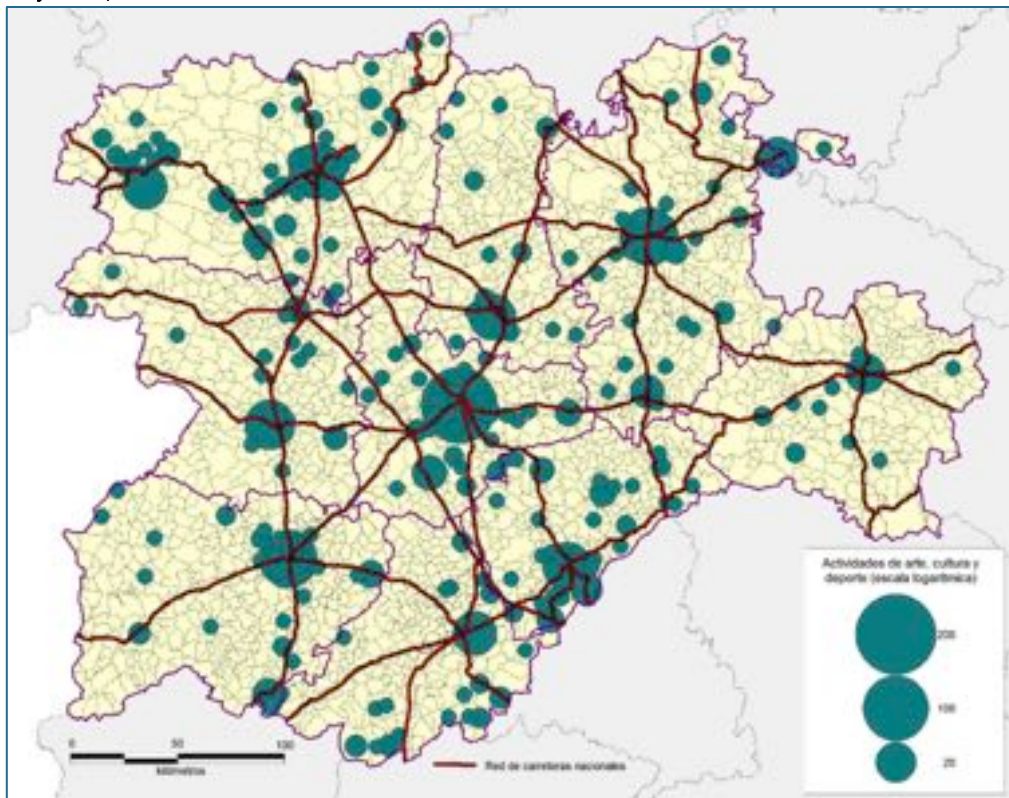 Actividades de arte, cultura y
deporte (escala logarítmica)
200
100
20
0 50 100
kilómetros
Red de carreteras nacionales